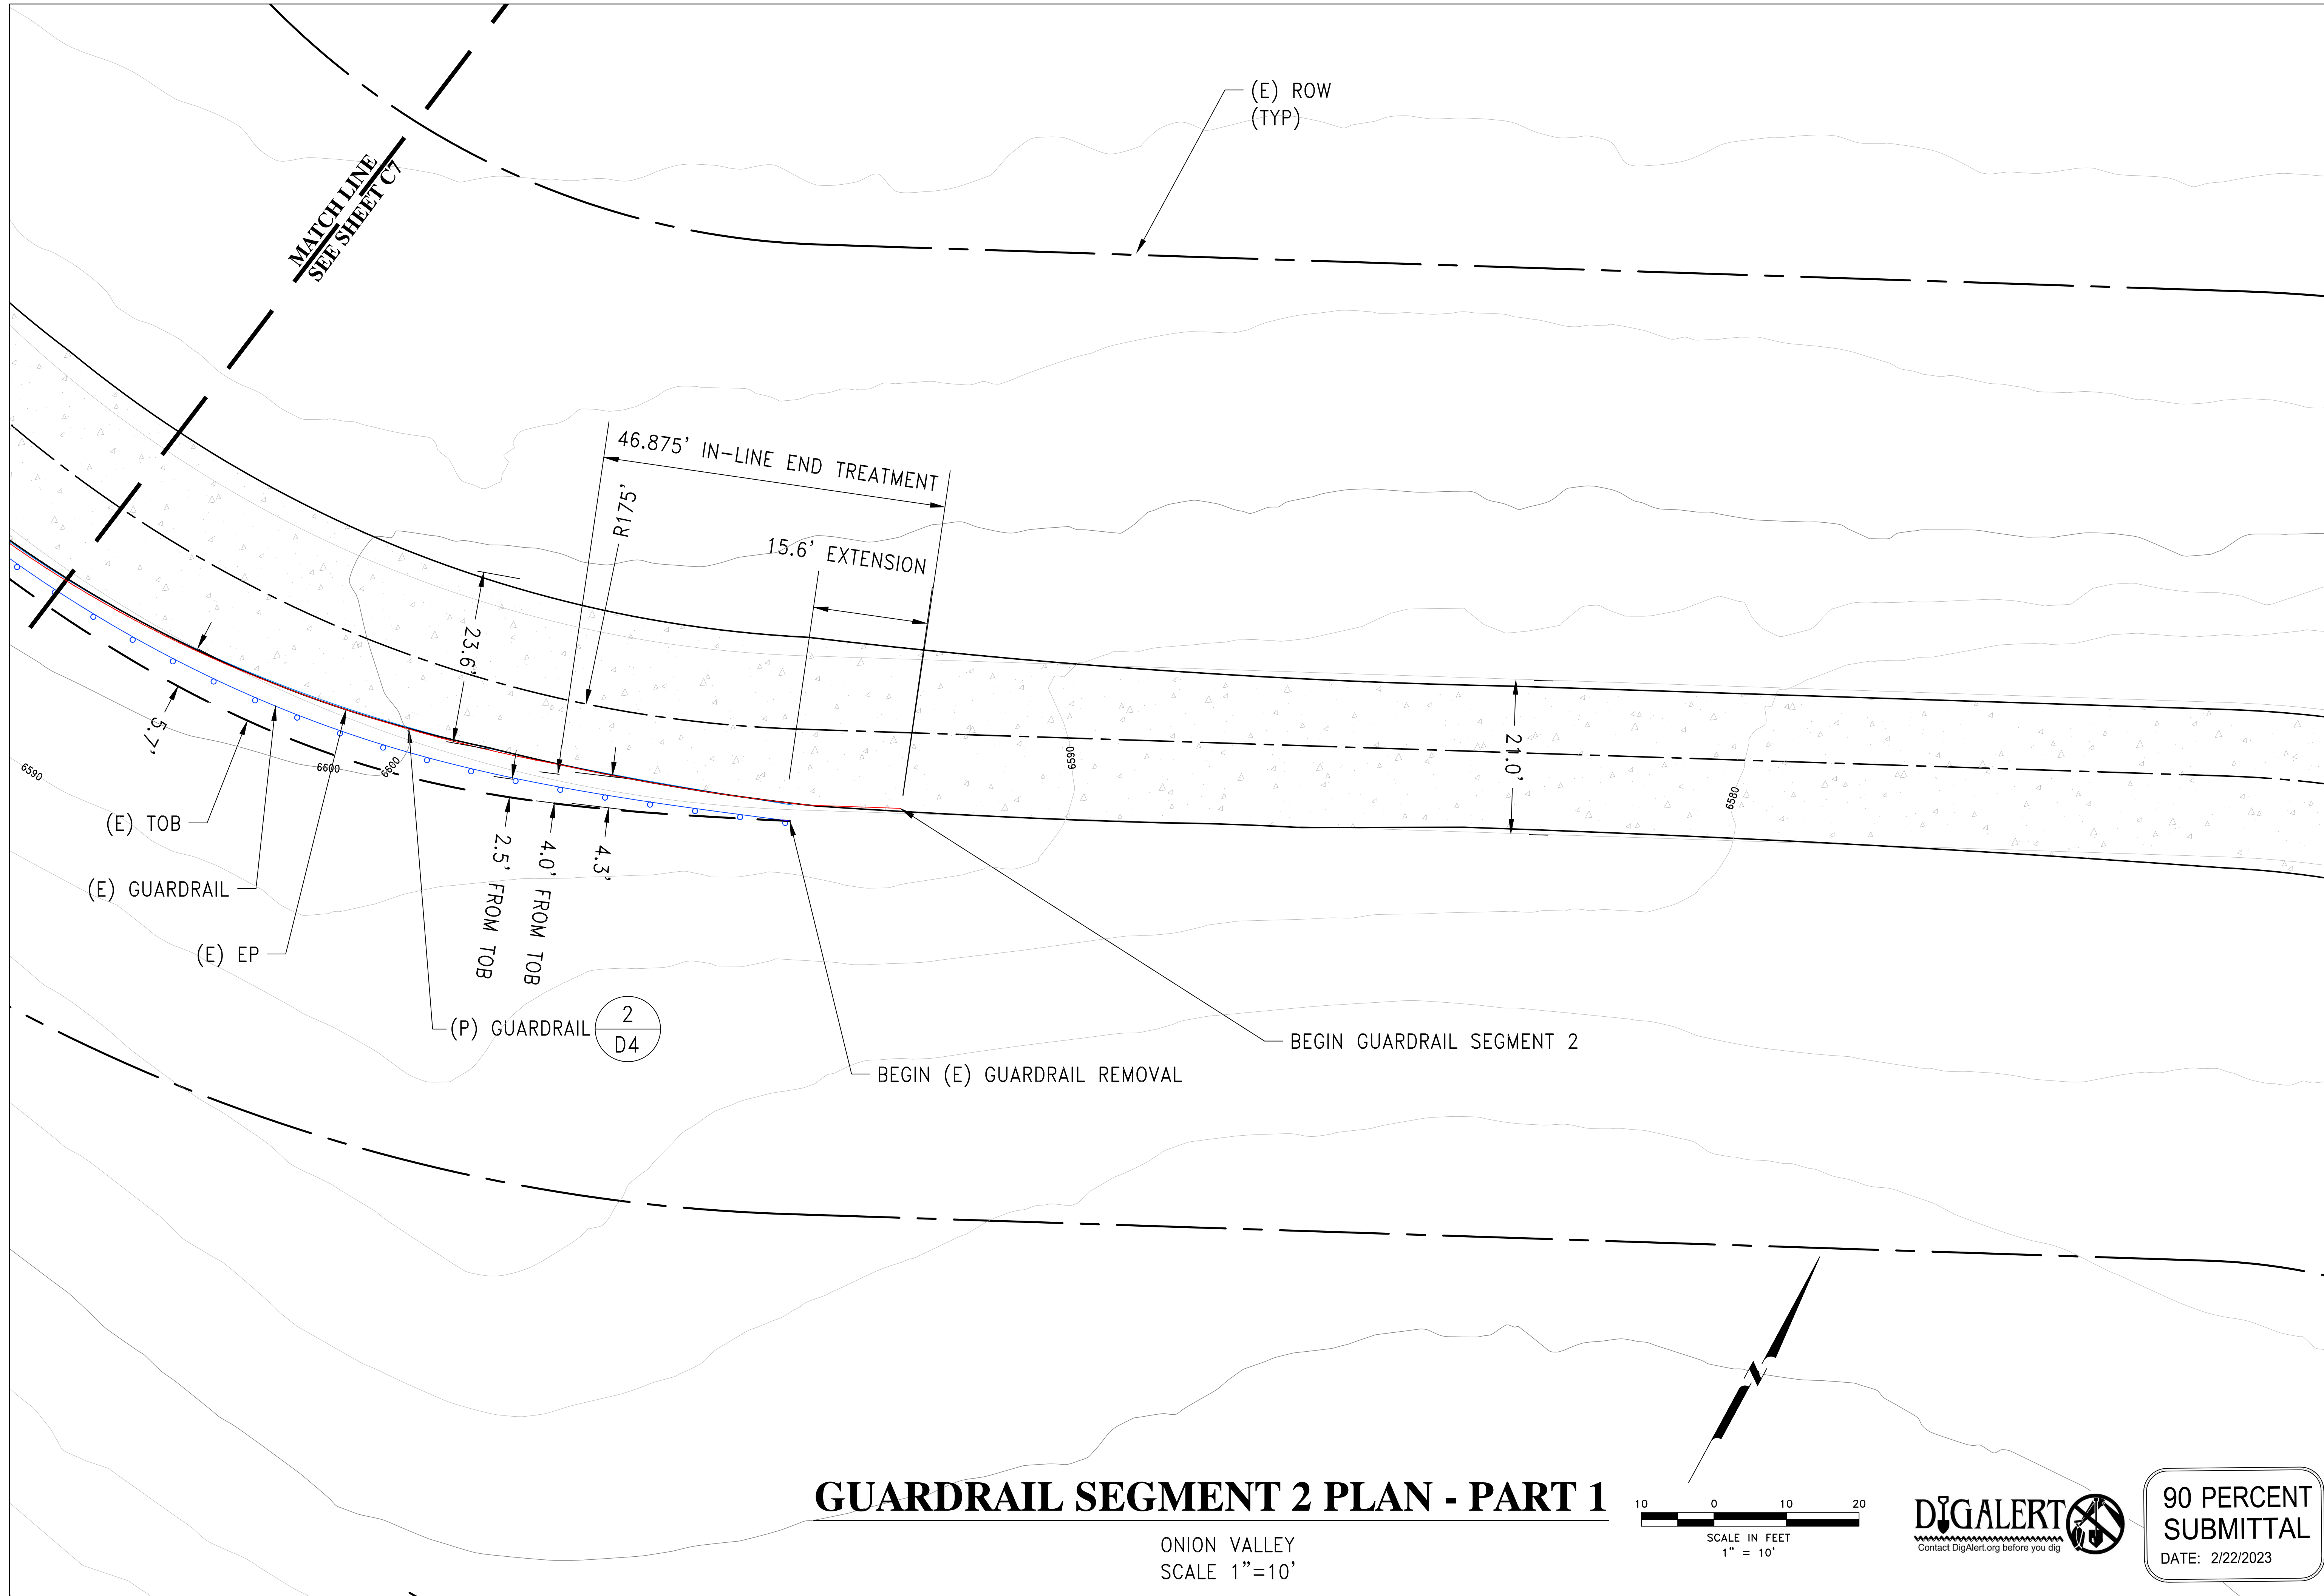 (E) ROW
(TYP)
MATCH LINE
SEE SHEET C7
46.875' IN-LINE END TREATMENT
R175'
15.6' EXTENSION
23.6'
5.7'
21.0'
6590
6600
6600
6590
6580
(E) TOB
(E) GUARDRAIL
(E) EP
2.5' FROM TOB
4.0' FROM TOB
4.3'
(P) GUARDRAIL
2
D4
BEGIN GUARDRAIL SEGMENT 2
BEGIN (E) GUARDRAIL REMOVAL
N
GUARDRAIL SEGMENT 2 PLAN - PART 1
ONION VALLEY
SCALE 1"=10'
10 0 10 20
SCALE IN FEET
1" = 10'
DIGALERT
Contact DigAlert.org before you dig
90 PERCENT
SUBMITTAL
DATE: 2/22/2023